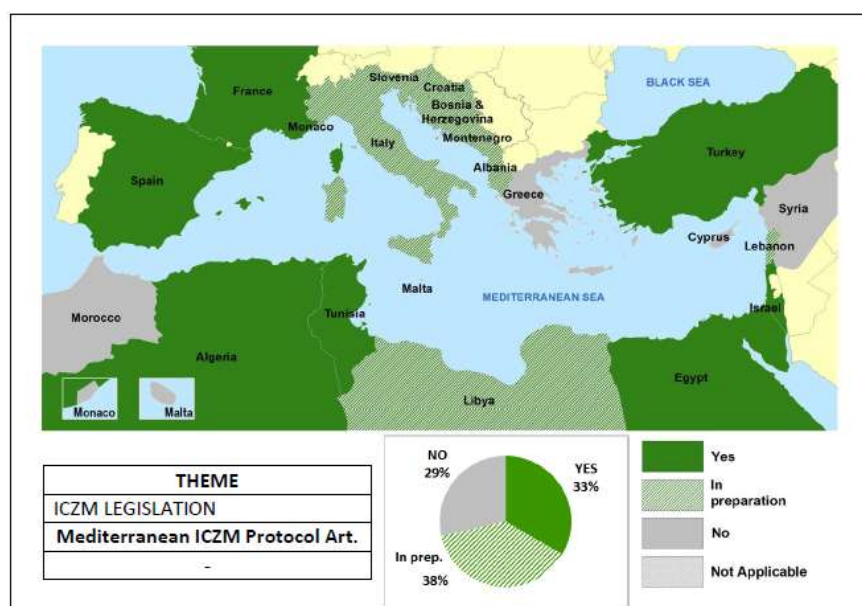 Slovenia
Croatia
France
Bosnia &
Herzegovina
Monaco
Italy
Montenegro
BLACK SEA
Spain
Albania
Greece
Turkey
Syria
Cyprus
Lebanon
Malta
MEDITERRANEAN SEA
Morocco
Tunisia
Israel
Algeria
Egypt
Libya
Monaco
Malta
THEME
ICZM LEGISLATION
Mediterranean ICZM Protocol Art.
-
NO
29%
YES
33%
In prep.
38%
Yes
In
preparation
No
Not Applicable